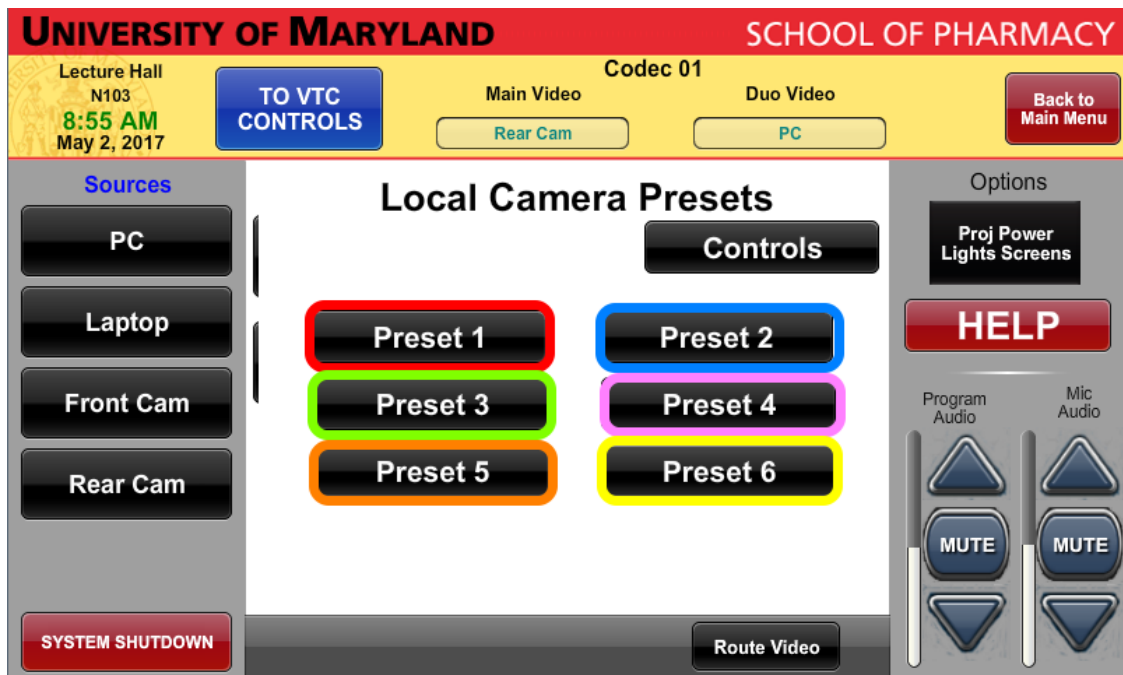 UNIVERSITY OF MARYLAND SCHOOL OF PHARMACY
Lecture Hall
N103
8:55 AM
May 2, 2017
TO VTC
CONTROLS
Codec 01
Main Video Duo Video
Rear Cam PC
Back to
Main Menu
Sources
PC
Laptop
Front Cam
Rear Cam
SYSTEM SHUTDOWN
Local Camera Presets
Controls
Preset 1 Preset 2
Preset 3 Preset 4
Preset 5 Preset 6
Route Video
Options
Proj Power
Lights Screens
HELP
Program
Audio
Mic
Audio
MUTE MUTE